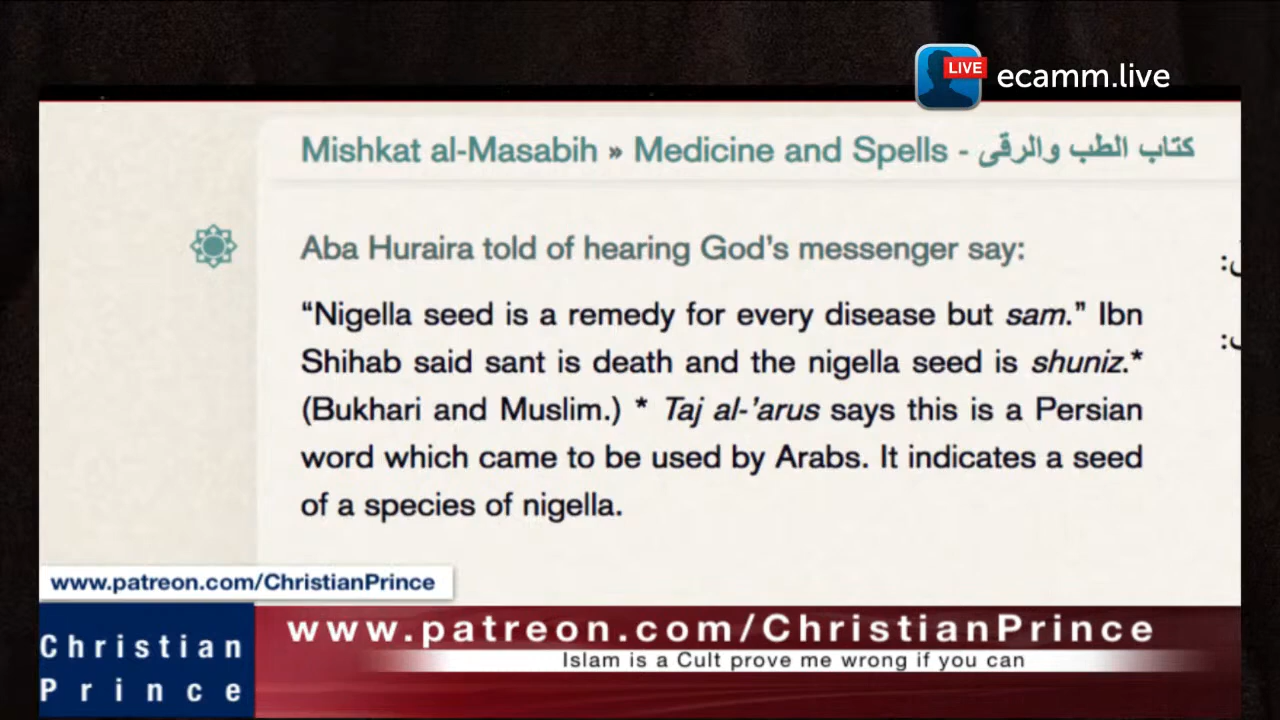 LIVE ecamm.live
Mishkat al-Masabih » Medicine and Spells - كتاب الطب والرقى
Aba Huraira told of hearing God’s messenger say:
“Nigella seed is a remedy for every disease but sam.” Ibn
Shihab said sant is death and the nigella seed is shuniz.*
(Bukhari and Muslim.) * Taj al-’arus says this is a Persian
word which came to be used by Arabs. It indicates a seed
of a species of nigella.
www.patreon.com/ChristianPrince
Christian
Prince
www.patreon.com/ChristianPrince
Islam is a Cult prove me wrong if you can